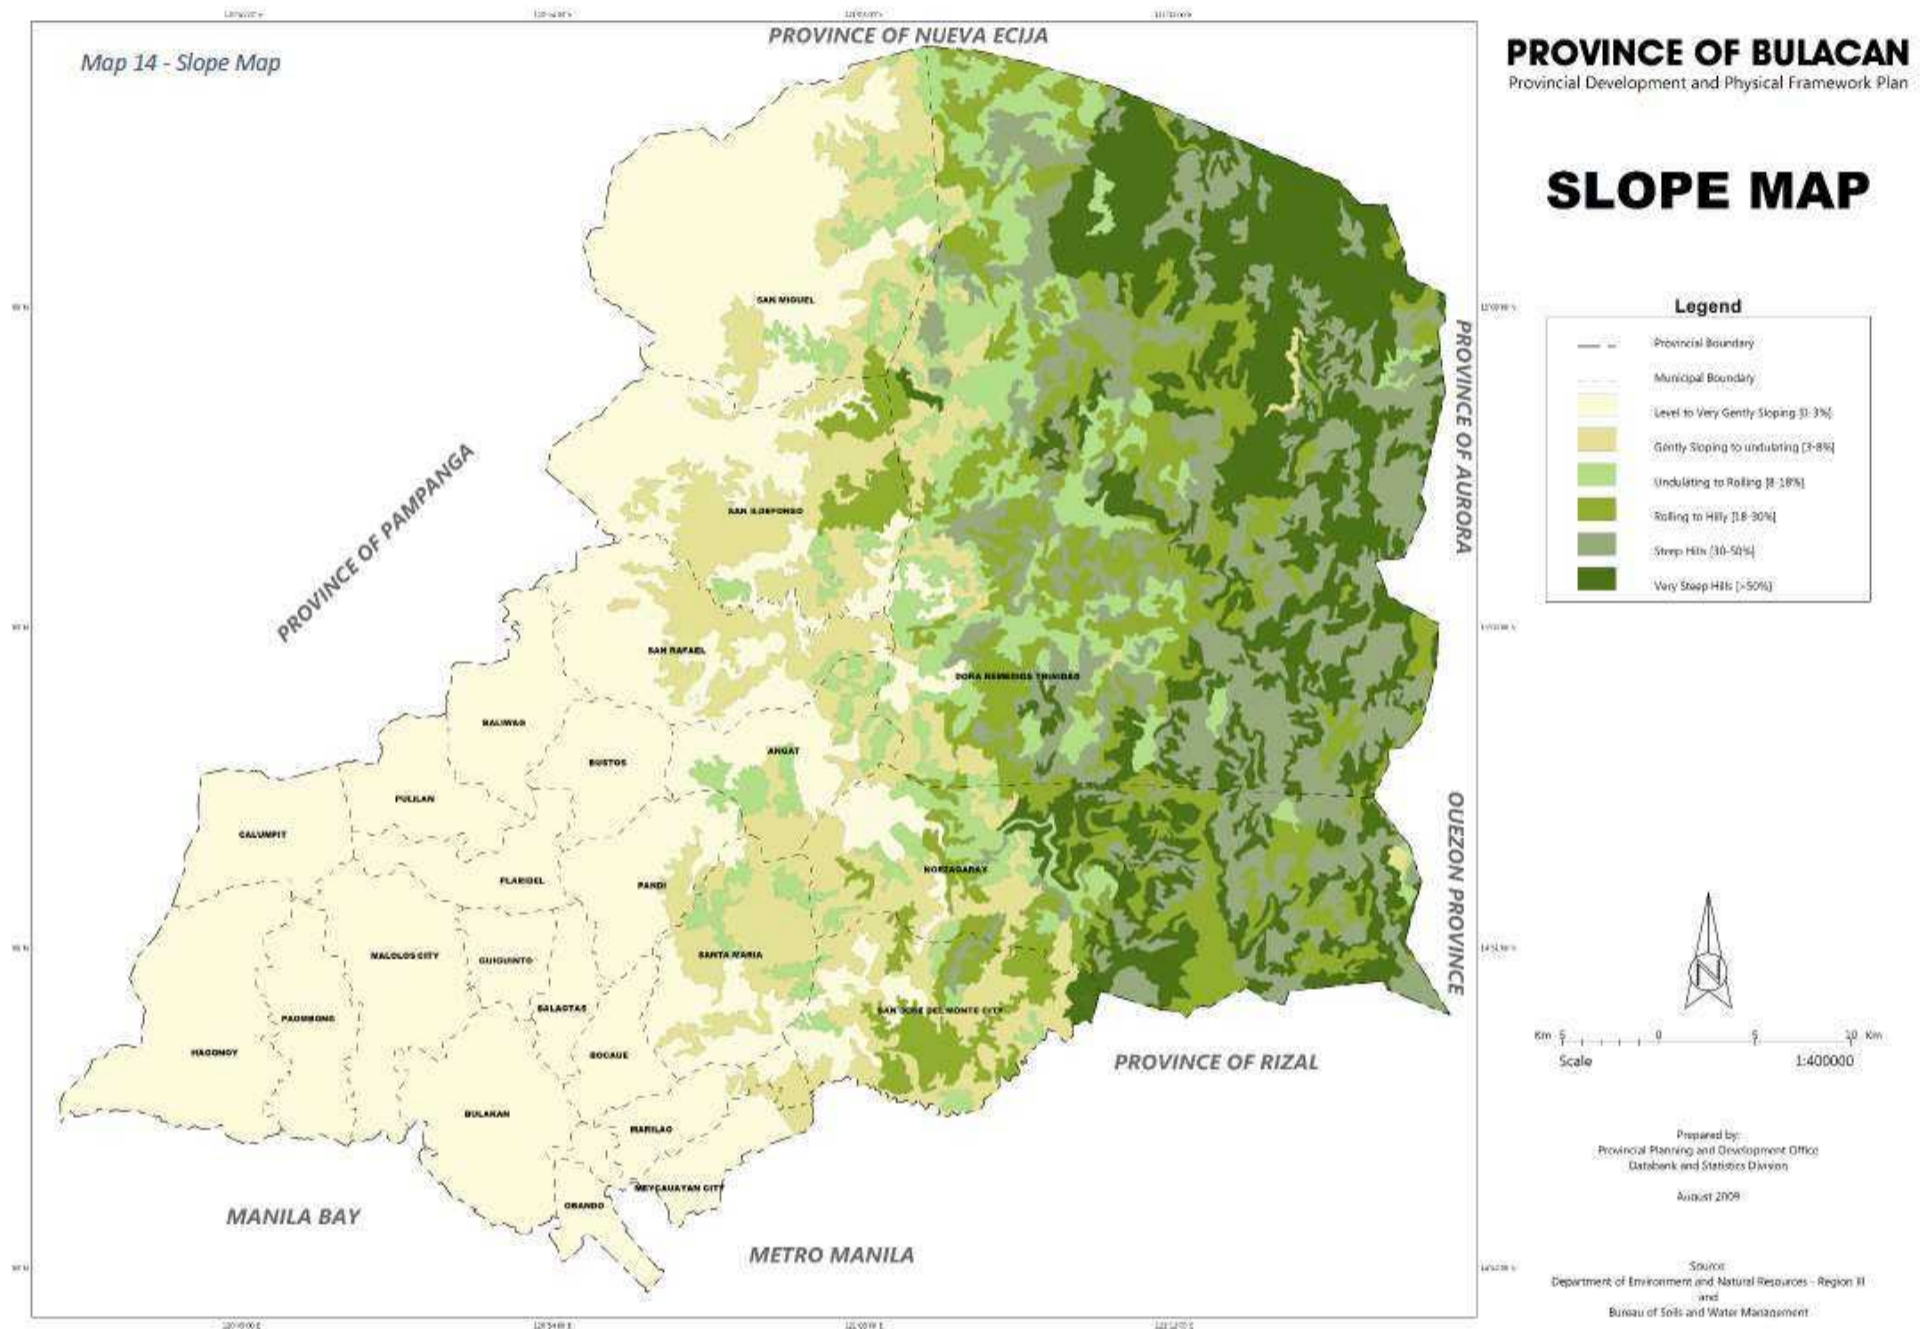 Map 14 - Slope Map
PROVINCE OF NUEVA ECIJA
PROVINCE OF BULACAN
Provincial Development and Physical Framework Plan
SLOPE MAP
Legend
Provincial Boundary
Municipal Boundary
Level to Very Gently Sloping [0-3%]
Gently Sloping to undulating [3-8%]
Undulating to Rolling [8-18%]
Rolling to Hilly [18-30%]
Steep Hills [30-50%]
Very Steep Hills [>50%]
PROVINCE OF PAMPANGA
PROVINCE OF AURORA
QUEZON PROVINCE
PROVINCE OF RIZAL
MANILA BAY
METRO MANILA
SAN MIGUEL
SAN ILDEFONSO
SAN RAFAEL
DOÑA REMEDIOS TRINIDAD
BALIWAG
BUSTOS
ANGAT
PULILAN
CALUMPIT
PLARIDEL
PANDI
NORZAGARAY
MALOLOS CITY
GUIGUINTO
SANTA MARIA
BALAGTAS
PAOMBONG
SAN JOSE DEL MONTE CITY
HAGONOY
BOCAUE
BULAKAN
MARILAO
MEYCAUAYAN CITY
OBANDO
N
Km 5 0 5 10 Km
Scale 1:400000
Prepared by:
Provincial Planning and Development Office
Databank and Statistics Division
August 2009
Source:
Department of Environment and Natural Resources - Region III
and
Bureau of Soils and Water Management